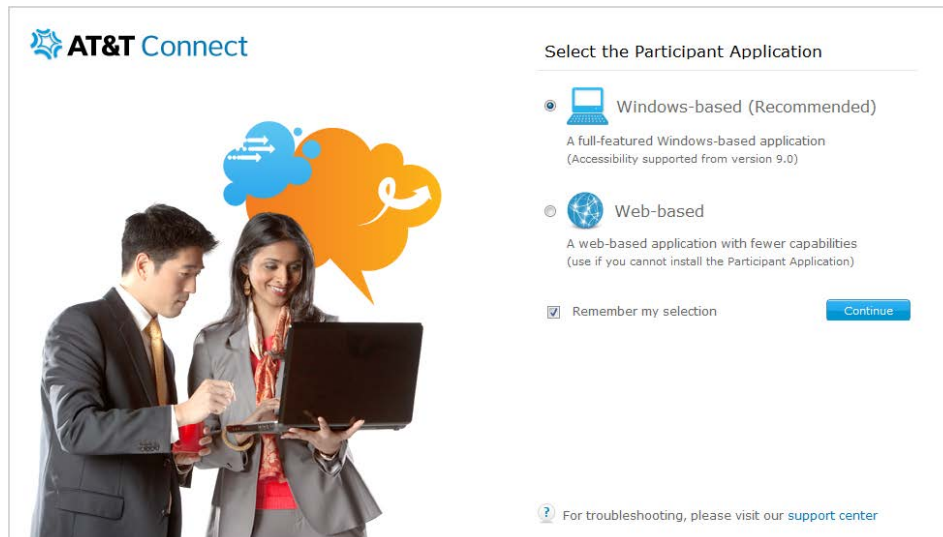 AT&T Connect
Select the Participant Application
Windows-based (Recommended)
A full-featured Windows-based application
(Accessibility supported from version 9.0)
Web-based
A web-based application with fewer capabilities
(use if you cannot install the Participant Application)
Remember my selection
Continue
? For troubleshooting, please visit our support center